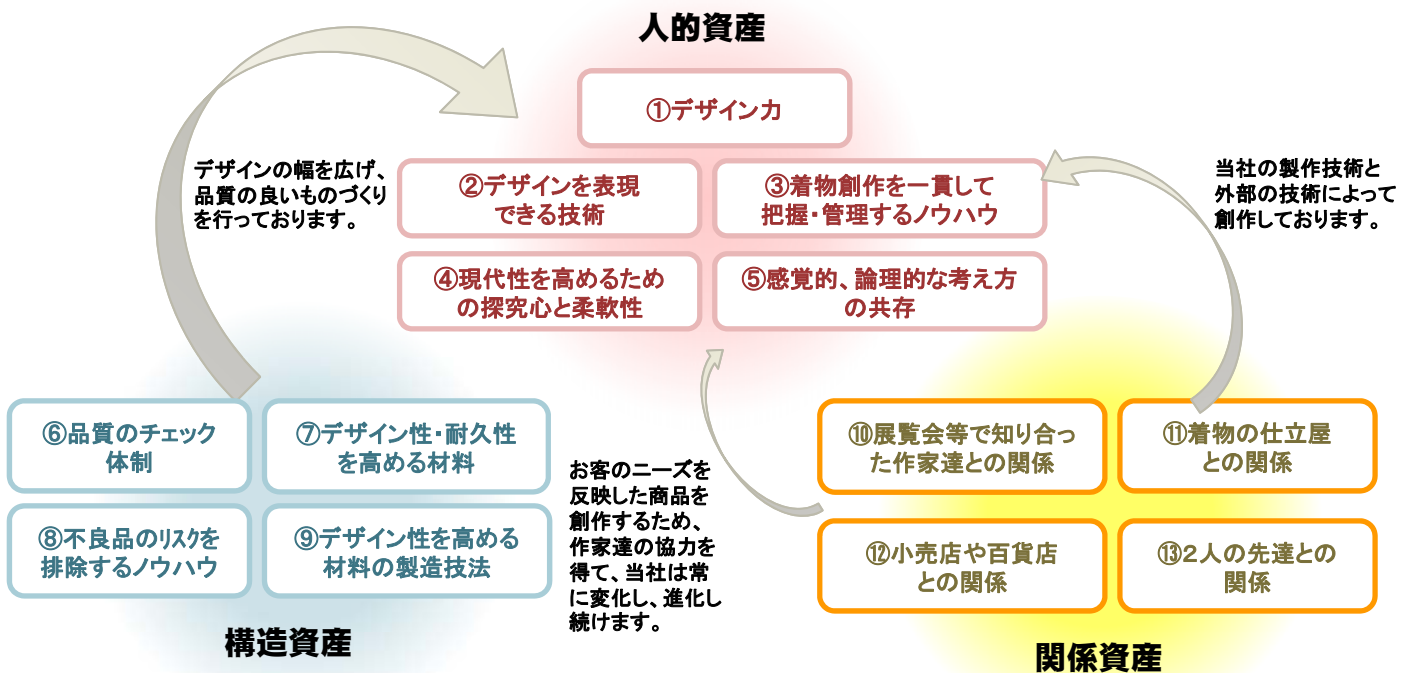 人的資産
①デザイン力
②デザインを表現
できる技術
③着物創作を一貫して
把握・管理するノウハウ
④現代性を高めるため
の探究心と柔軟性
⑤感覚的、論理的な考え方
の共存
デザインの幅を広げ、
品質の良いものづくり
を行っております。
当社の製作技術と
外部の技術によって
創作しております。
⑥品質のチェック
体制
⑦デザイン性・耐久性
を高める材料
⑧不良品のリスクを
排除するノウハウ
⑨デザイン性を高める
材料の製造技法
構造資産
お客のニーズを
反映した商品を
創作するため、
作家達の協力を
得て、当社は常
に変化し、進化し
続けます。
⑩展覧会等で知り合っ
た作家達との関係
⑪着物の仕立屋
との関係
⑫小売店や百貨店
との関係
⑬2人の先達との
関係
関係資産